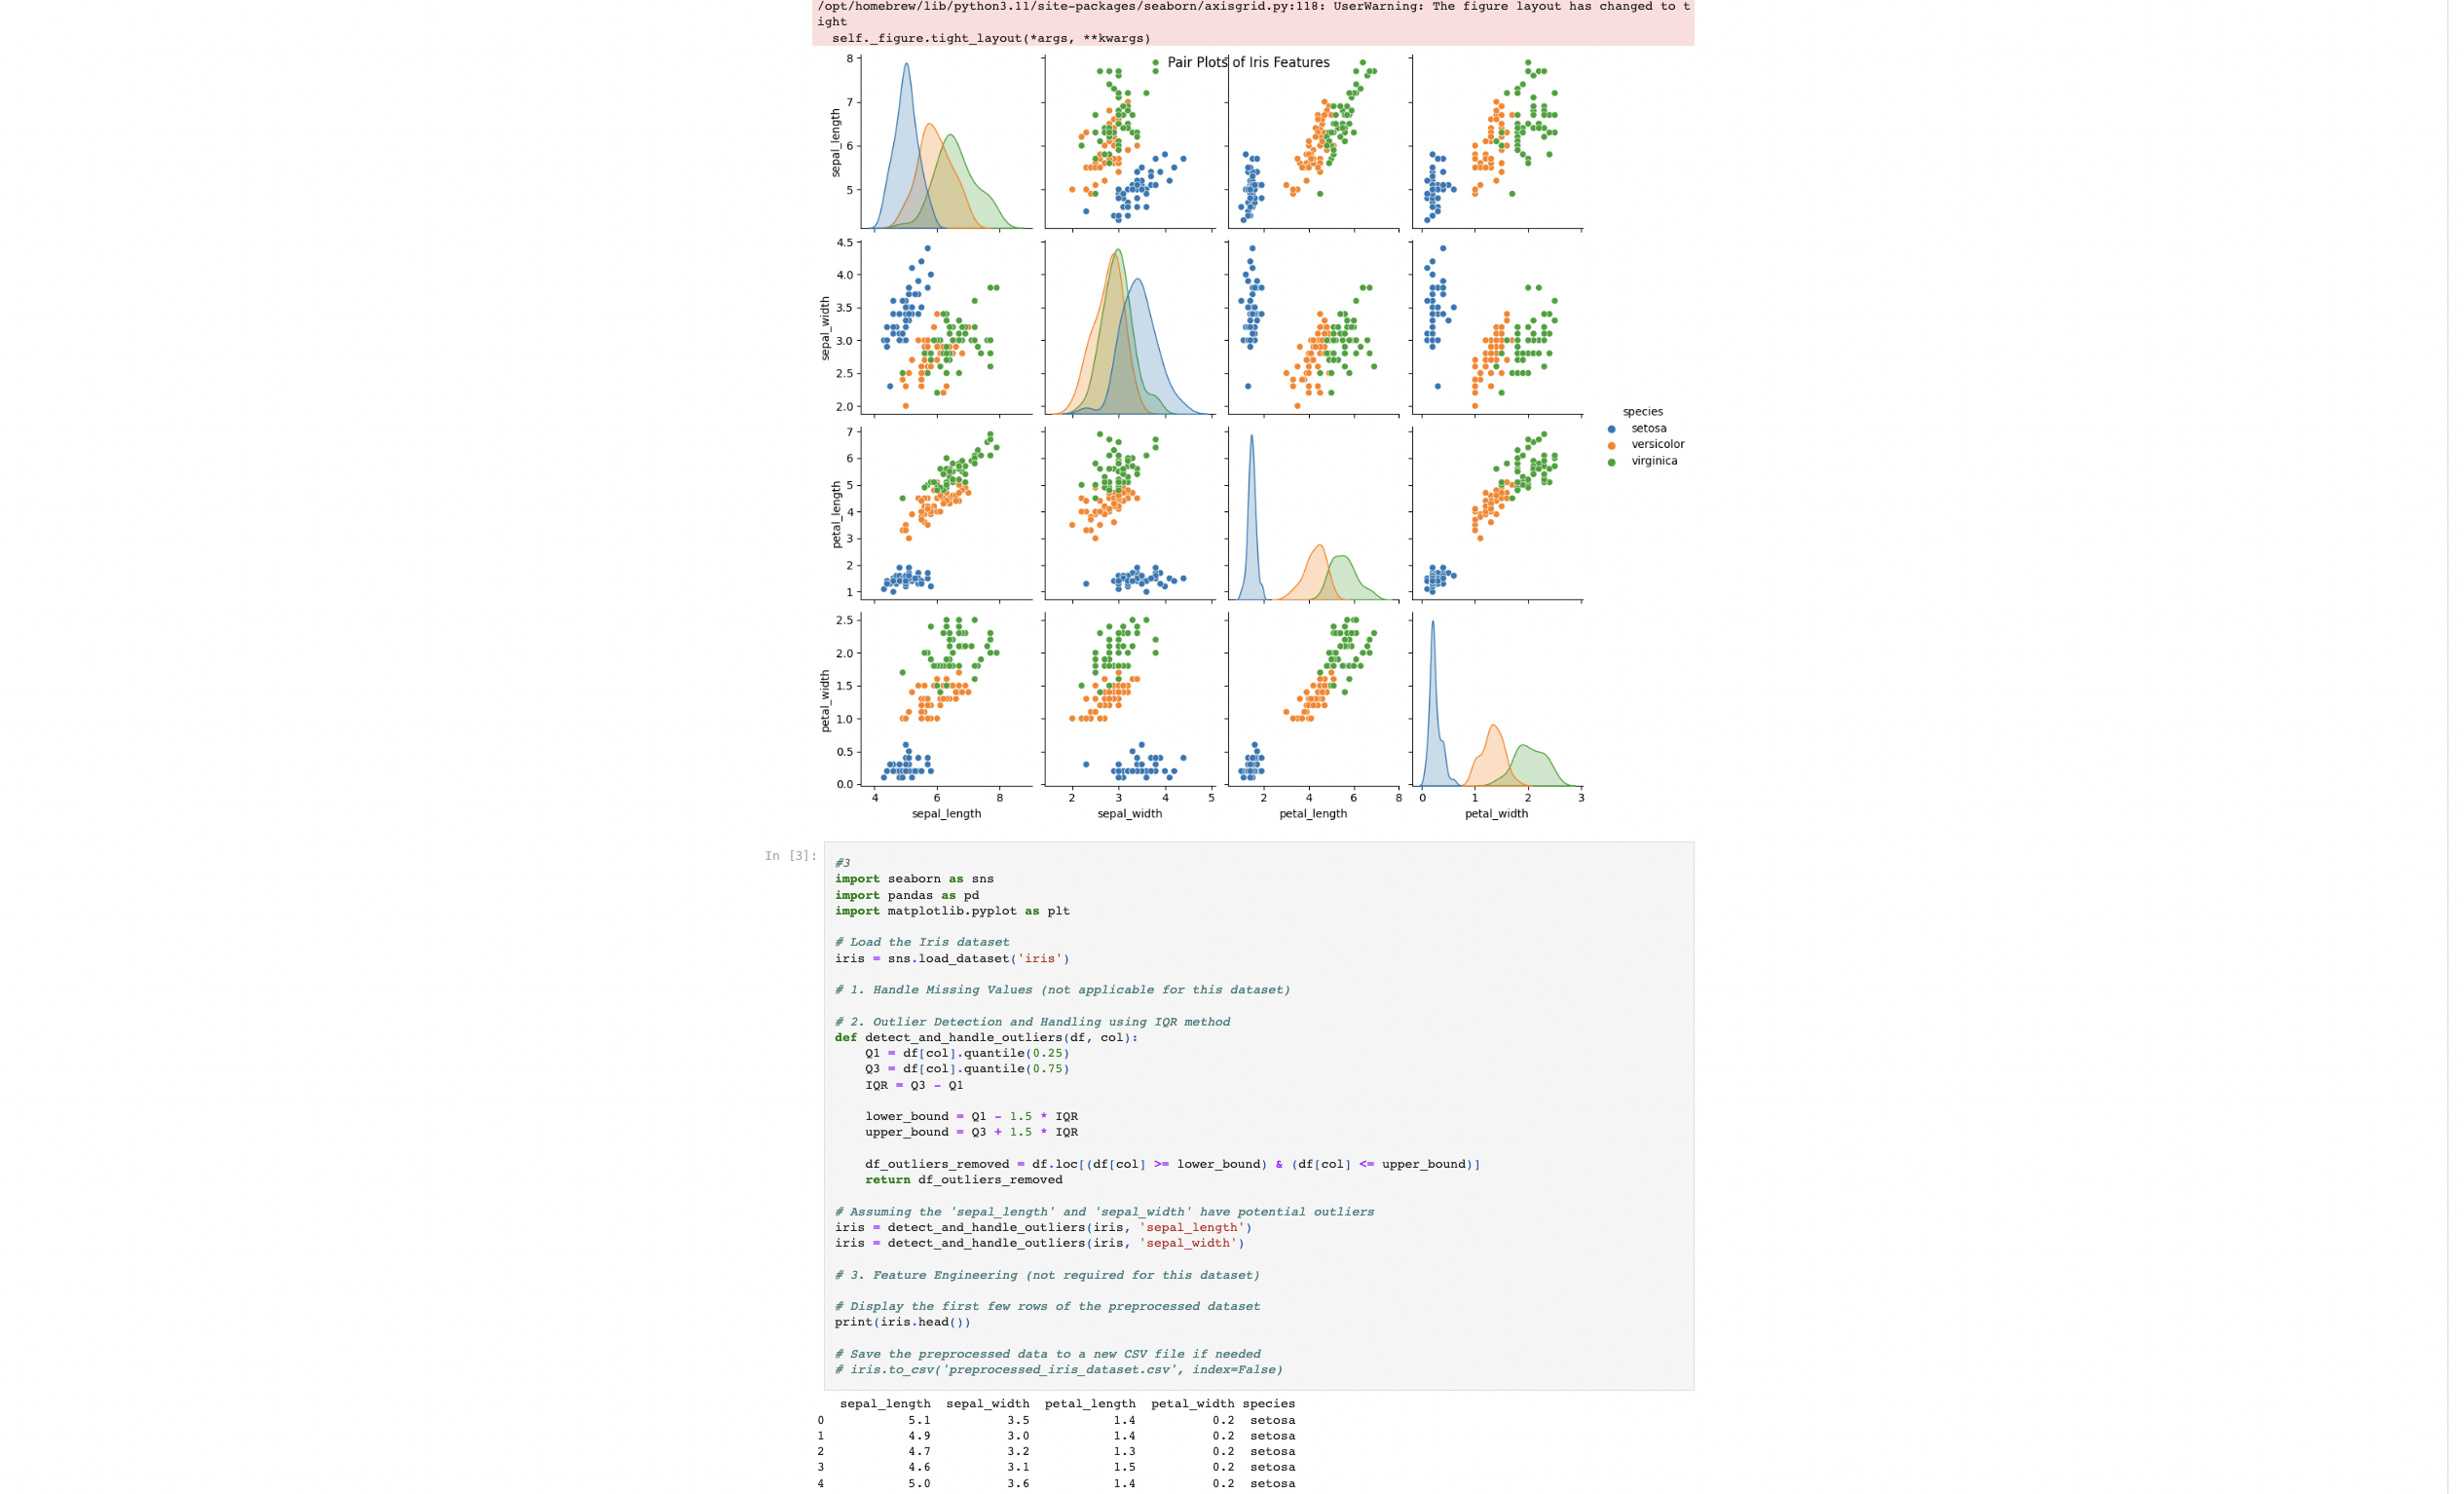 /opt/homebrew/lib/python3.11/site-packages/seaborn/axisgrid.py:118: UserWarning: The figure layout has changed to t
ight
  self._figure.tight_layout(*args, **kwargs)
Pair Plots of Iris Features
8
7
6
5
sepal_length
4.5
4.0
3.5
3.0
2.5
2.0
sepal_width
species
setosa
versicolor
virginica
7
6
5
4
3
2
1
petal_length
2.5
2.0
1.5
1.0
0.5
0.0
petal_width
4 6 8 2 3 4 5 2 4 6 8 0 1 2 3
sepal_length sepal_width petal_length petal_width
In [3]:
#3
import seaborn as sns
import pandas as pd
import matplotlib.pyplot as plt
# Load the Iris dataset
iris = sns.load_dataset('iris')
# 1. Handle Missing Values (not applicable for this dataset)
# 2. Outlier Detection and Handling using IQR method
def detect_and_handle_outliers(df, col):
    Q1 = df[col].quantile(0.25)
    Q3 = df[col].quantile(0.75)
    IQR = Q3 - Q1
    lower_bound = Q1 - 1.5 * IQR
    upper_bound = Q3 + 1.5 * IQR
    df_outliers_removed = df.loc[(df[col] >= lower_bound) & (df[col] <= upper_bound)]
    return df_outliers_removed
# Assuming the 'sepal_length' and 'sepal_width' have potential outliers
iris = detect_and_handle_outliers(iris, 'sepal_length')
iris = detect_and_handle_outliers(iris, 'sepal_width')
# 3. Feature Engineering (not required for this dataset)
# Display the first few rows of the preprocessed dataset
print(iris.head())
# Save the preprocessed data to a new CSV file if needed
# iris.to_csv('preprocessed_iris_dataset.csv', index=False)
   sepal_length  sepal_width  petal_length  petal_width species
0           5.1          3.5           1.4          0.2  setosa
1           4.9          3.0           1.4          0.2  setosa
2           4.7          3.2           1.3          0.2  setosa
3           4.6          3.1           1.5          0.2  setosa
4           5.0          3.6           1.4          0.2  setosa